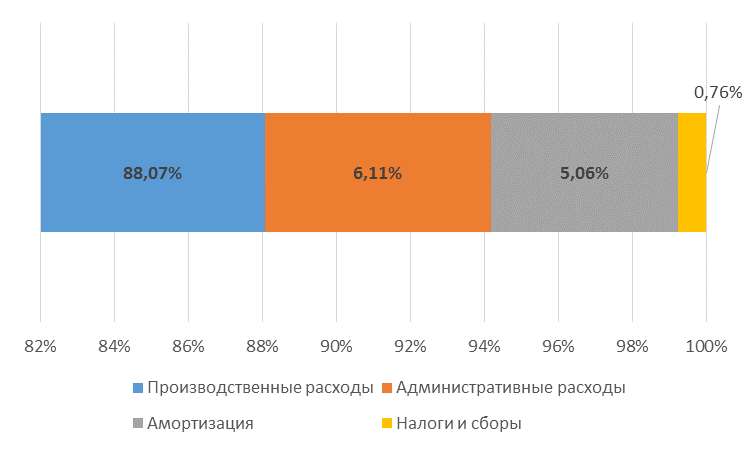 0,76%
88,07% 6,11% 5,06%
82% 84% 86% 88% 90% 92% 94% 96% 98% 100%
Производственные расходы Административные расходы
Амортизация Налоги и сборы